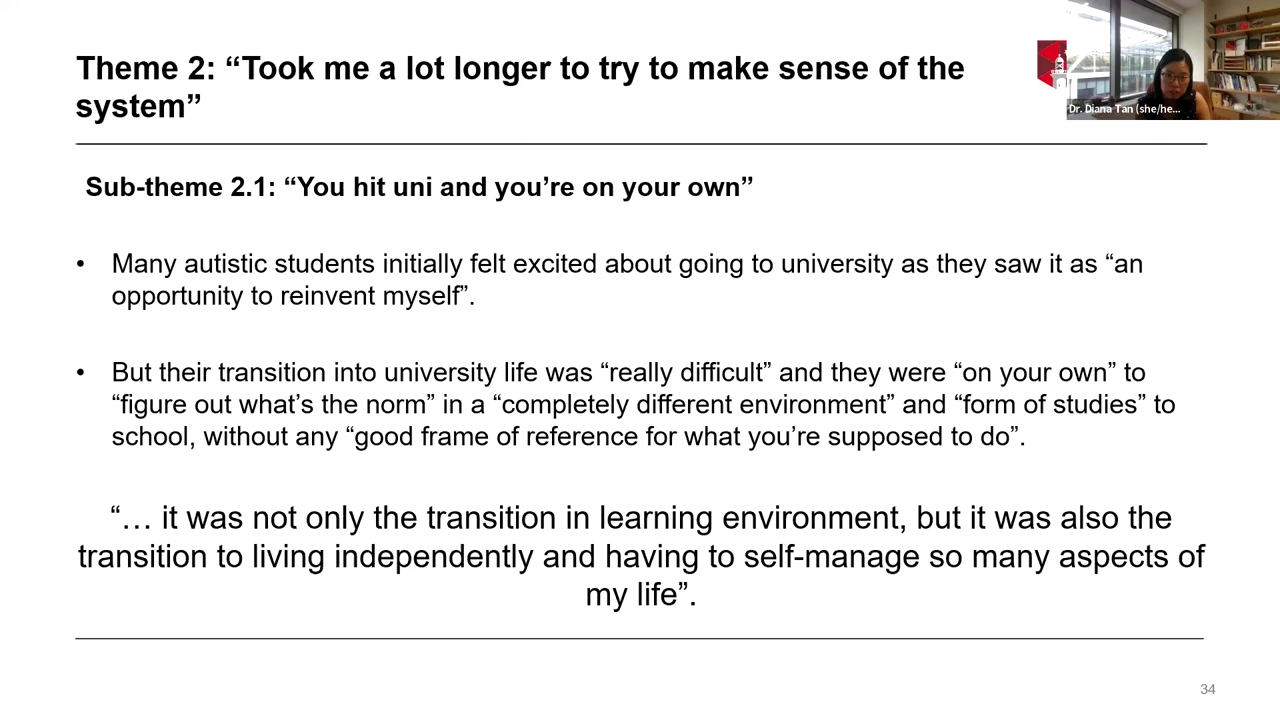 Theme 2: “Took me a lot longer to try to make sense of the
system”
Dr. Diana Tan (she/he...
Sub-theme 2.1: “You hit uni and you’re on your own”
• Many autistic students initially felt excited about going to university as they saw it as “an
opportunity to reinvent myself”.
• But their transition into university life was “really difficult” and they were “on your own” to
“figure out what’s the norm” in a “completely different environment” and “form of studies” to
school, without any “good frame of reference for what you’re supposed to do”.
“… it was not only the transition in learning environment, but it was also the
transition to living independently and having to self-manage so many aspects of
my life”.
34